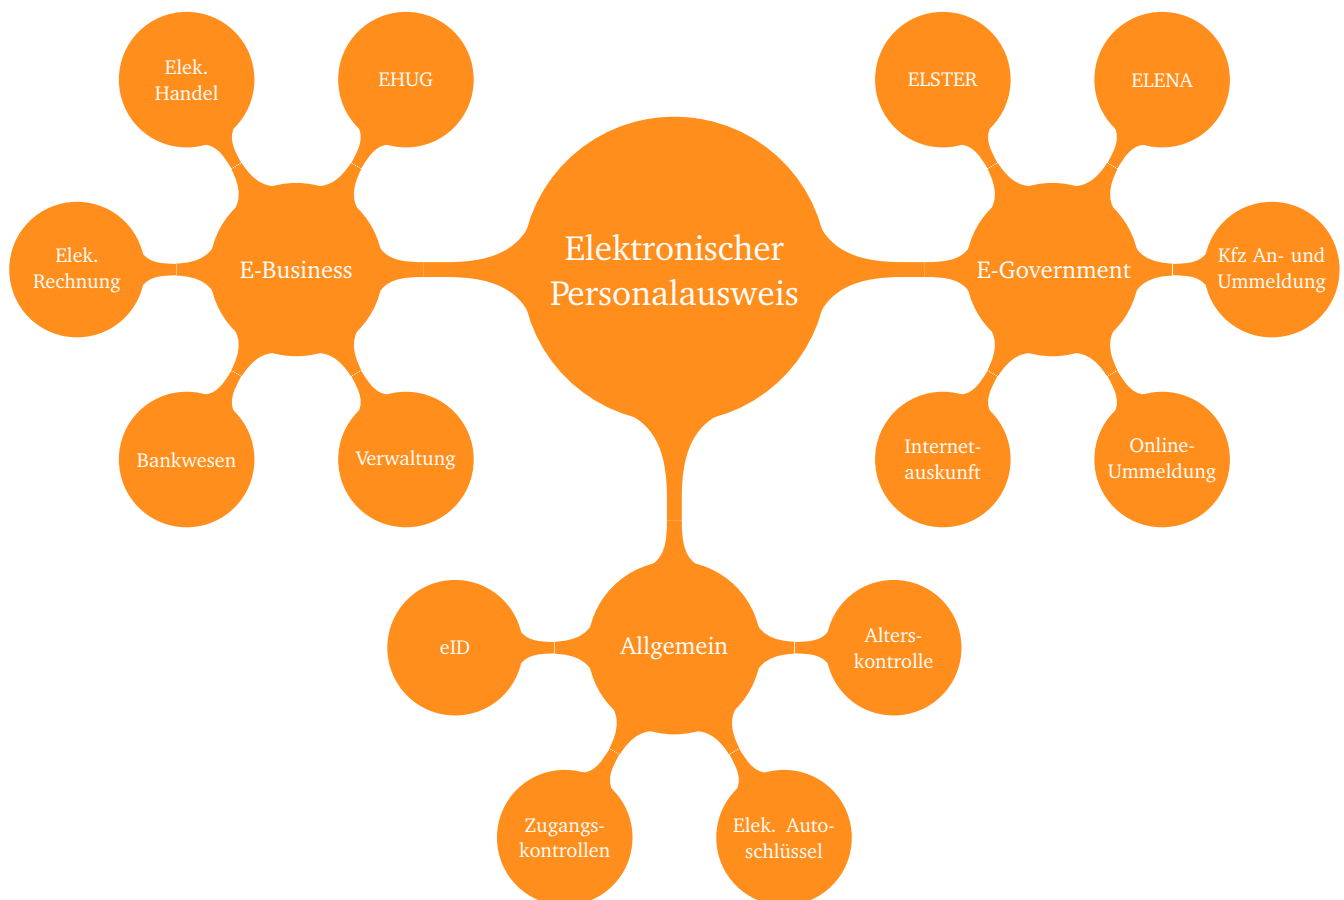 Elektronischer
Personalausweis
E-Business
Elek.
Handel
EHUG
Elek.
Rechnung
Bankwesen
Verwaltung
E-Government
ELSTER
ELENA
Kfz An- und
Ummeldung
Internet-
auskunft
Online-
Ummeldung
Allgemein
eID
Alters-
kontrolle
Zugangs-
kontrollen
Elek. Auto-
schlüssel